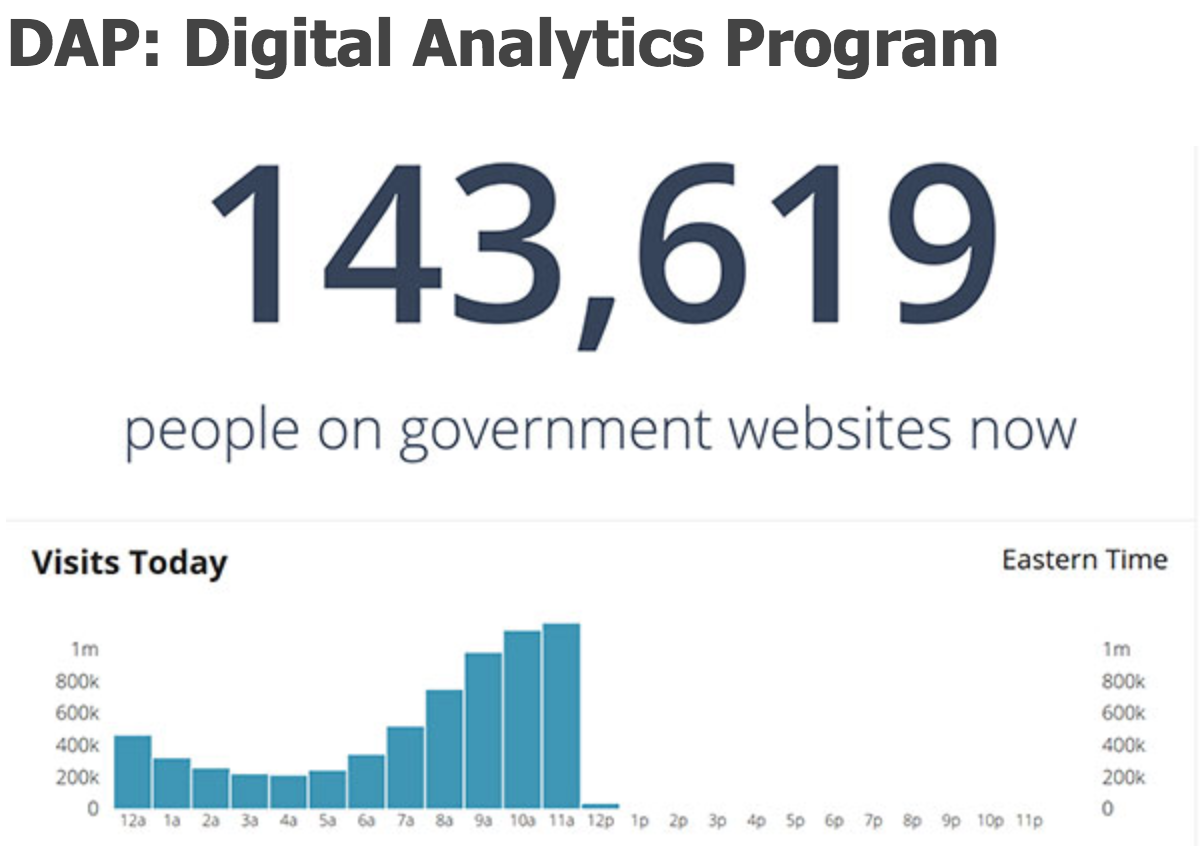 DAP: Digital Analytics Program
143,619
people on government websites now
Visits Today
Eastern Time
1m
800k
600k
400k
200k
0
1m
800k
600k
400k
200k
0
12a 1a 2a 3a 4a 5a 6a 7a 8a 9a 10a 11a 12p 1p 2p 3p 4p 5p 6p 7p 8p 9p 10p 11p